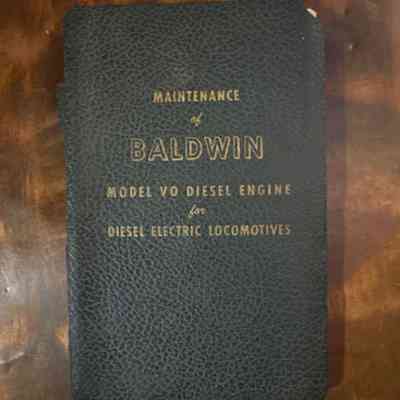 MAINTENANCE
of
BALDWIN
MODEL VO DIESEL ENGINE
for
DIESEL ELECTRIC LOCOMOTIVES